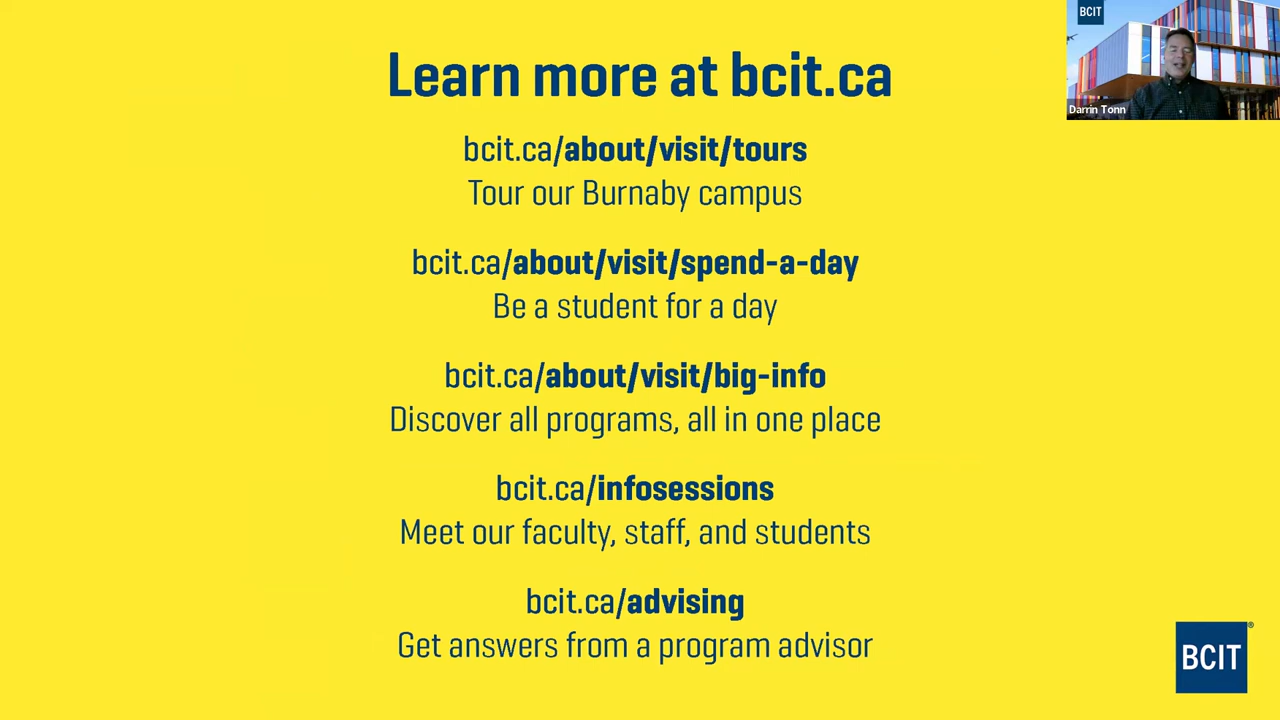 Learn more at bcit.ca
bcit.ca/about/visit/tours
Tour our Burnaby campus
bcit.ca/about/visit/spend-a-day
Be a student for a day
bcit.ca/about/visit/big-info
Discover all programs, all in one place
bcit.ca/infosessions
Meet our faculty, staff, and students
bcit.ca/advising
Get answers from a program advisor
BCIT
Darrin Tonn
BCIT®